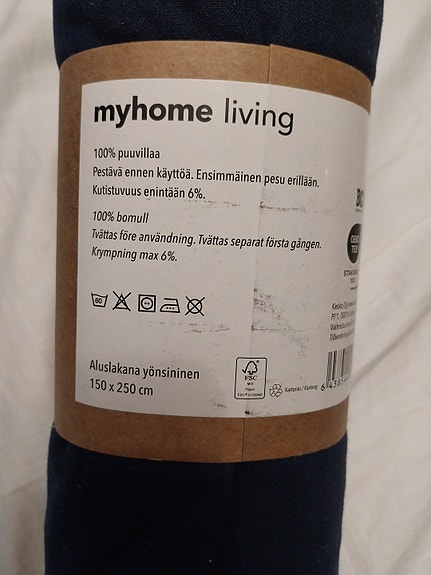 myhome living
100% puuvillaa
Pestävä ennen käyttöä. Ensimmäinen pesu erillään.
Kutistuvuus enintään 6%.
100% bomull
Tvättas före användning. Tvättas separat första gången.
Krympning max 6%.
60
Aluslakana yönsininen
150 x 250 cm
FSC
MIX
Kartonki / Kartong